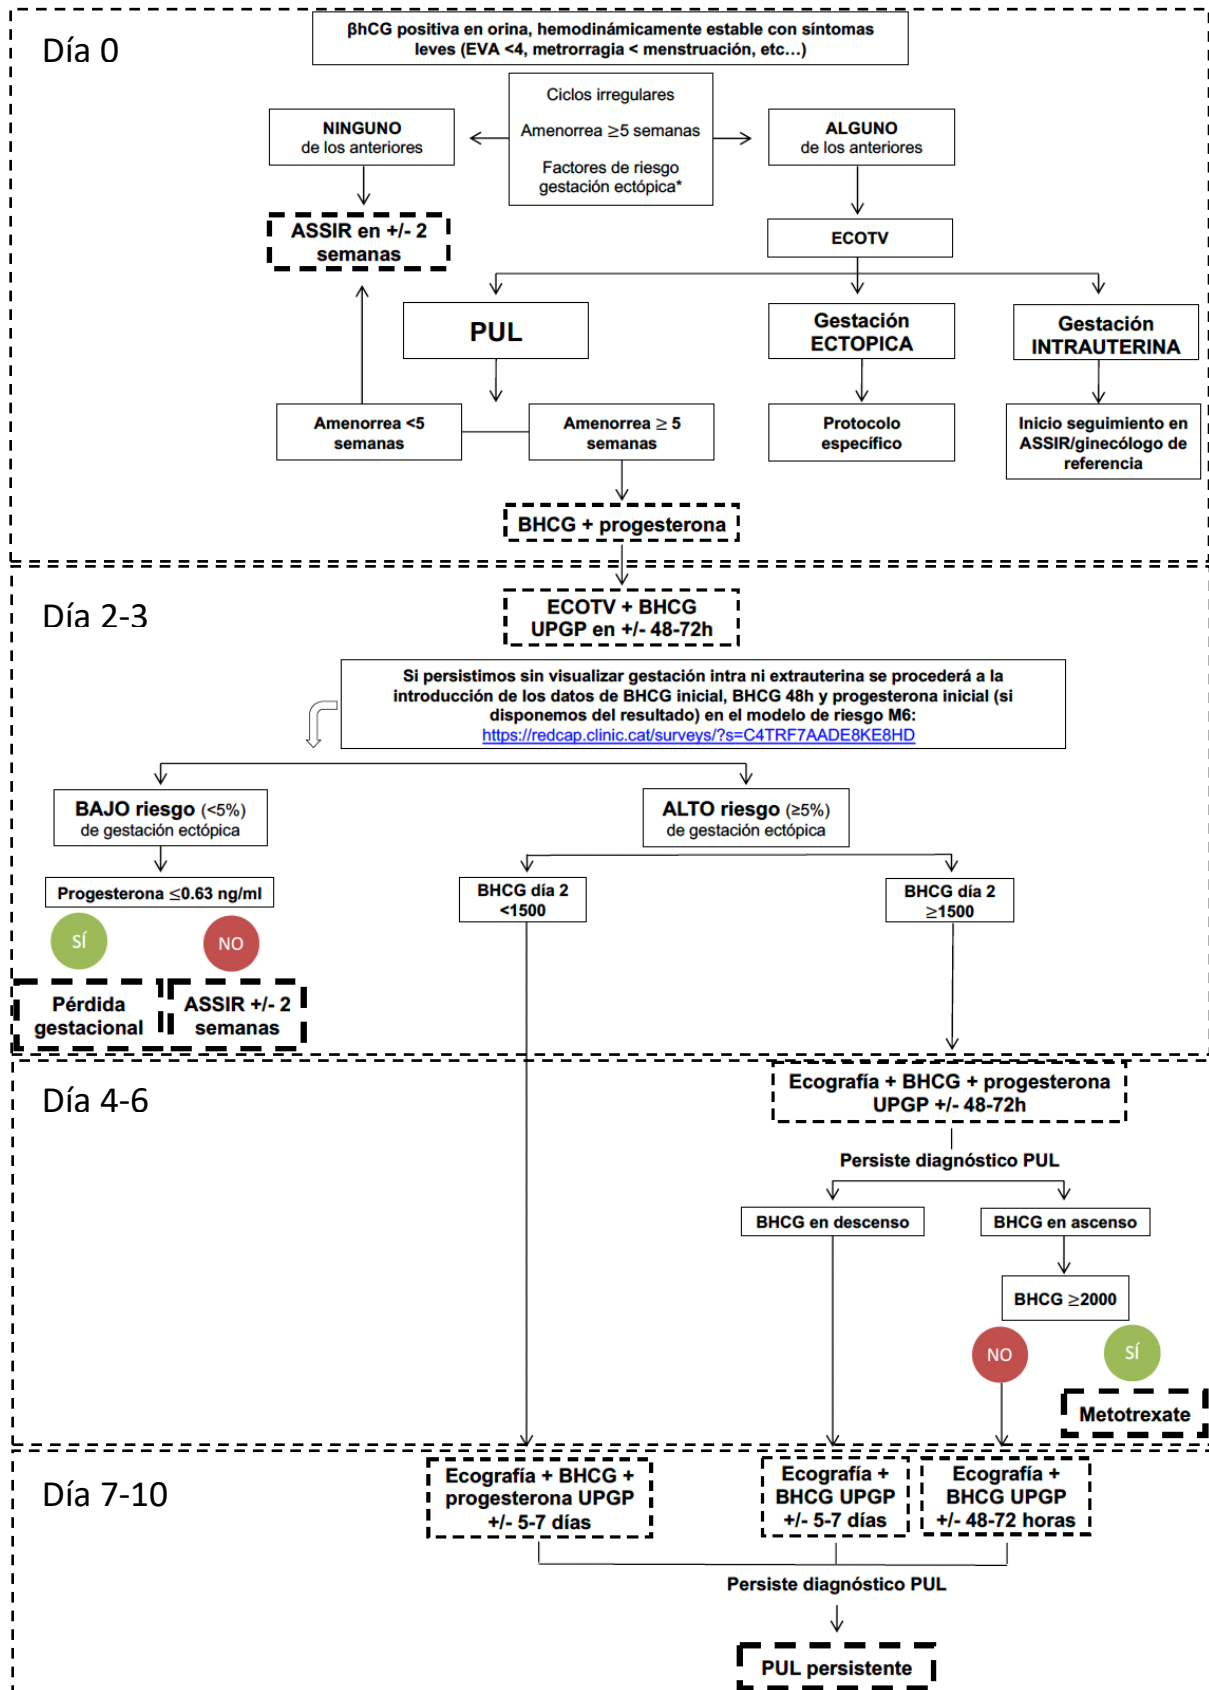 Día 0
βhCG positiva en orina, hemodinámicamente estable con síntomas
leves (EVA <4, metrorragia < menstruación, etc…)
Ciclos irregulares
Amenorrea ≥5 semanas
Factores de riesgo
gestación ectópica*
NINGUNO
de los anteriores
ALGUNO
de los anteriores
ASSIR en +/- 2
semanas
ECOTV
PUL
Gestación
ECTOPICA
Gestación
INTRAUTERINA
Amenorrea <5
semanas
Amenorrea ≥ 5
semanas
Protocolo
específico
Inicio seguimiento en
ASSIR/ginecólogo de
referencia
BHCG + progesterona
Día 2-3
ECOTV + BHCG
UPGP en +/- 48-72h
Si persistimos sin visualizar gestación intra ni extrauterina se procederá a la
introducción de los datos de BHCG inicial, BHCG 48h y progesterona inicial (si
disponemos del resultado) en el modelo de riesgo M6:
https://redcap.clinic.cat/surveys/?s=C4TRF7AADE8KE8HD
BAJO riesgo (<5%)
de gestación ectópica
ALTO riesgo (≥5%)
de gestación ectópica
Progesterona ≤0.63 ng/ml
BHCG día 2
<1500
BHCG día 2
≥1500
SÍ
NO
Pérdida
gestacional
ASSIR +/- 2
semanas
Día 4-6
Ecografía + BHCG + progesterona
UPGP +/- 48-72h
Persiste diagnóstico PUL
BHCG en descenso
BHCG en ascenso
BHCG ≥2000
NO
SÍ
Metotrexate
Día 7-10
Ecografía + BHCG +
progesterona UPGP
+/- 5-7 días
Ecografía +
BHCG UPGP
+/- 5-7 días
Ecografía +
BHCG UPGP
+/- 48-72 horas
Persiste diagnóstico PUL
PUL persistente